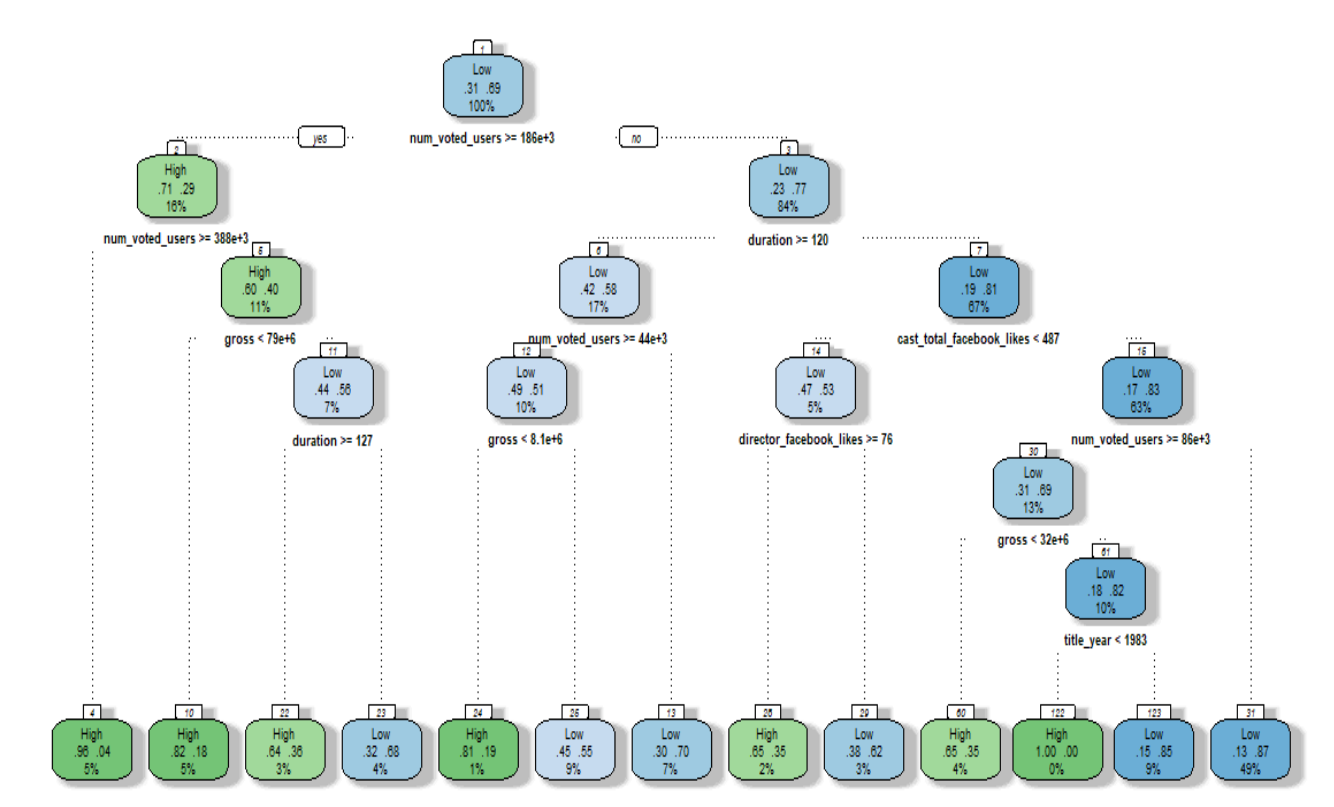 1
Low
.31 .69
100%
yes
num_voted_users >= 186e+3
no
2
High
.71 .29
16%
3
Low
.23 .77
84%
num_voted_users >= 388e+3
duration >= 120
5
High
.60 .40
11%
6
Low
.42 .58
17%
7
Low
.19 .81
67%
gross < 79e+6
num_voted_users >= 44e+3
cast_total_facebook_likes < 487
11
Low
.44 .56
7%
12
Low
.49 .51
10%
14
Low
.47 .53
5%
15
Low
.17 .83
63%
duration >= 127
gross < 8.1e+6
director_facebook_likes >= 76
num_voted_users >= 86e+3
30
Low
.31 .69
13%
gross < 32e+6
61
Low
.18 .82
10%
title_year < 1983
4
High
.96 .04
5%
10
High
.82 .18
5%
22
High
.64 .36
3%
23
Low
.32 .68
4%
24
High
.81 .19
1%
25
Low
.45 .55
9%
13
Low
.30 .70
7%
28
High
.65 .35
2%
29
Low
.38 .62
3%
60
High
.65 .35
4%
122
High
1.00 .00
0%
123
Low
.15 .85
9%
31
Low
.13 .87
49%